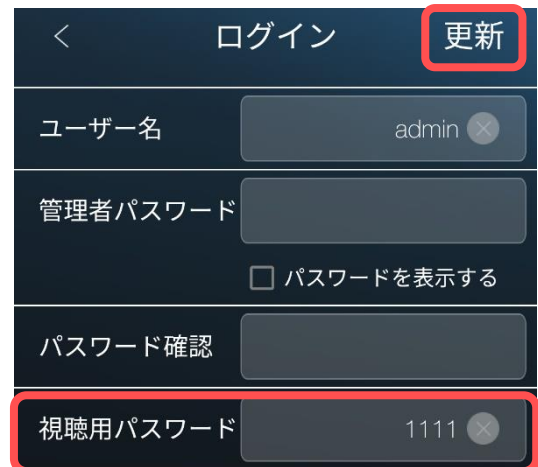 < ログイン 更新
ユーザー名 admin
管理者パスワード
パスワードを表示する
パスワード確認
視聴用パスワード 1111